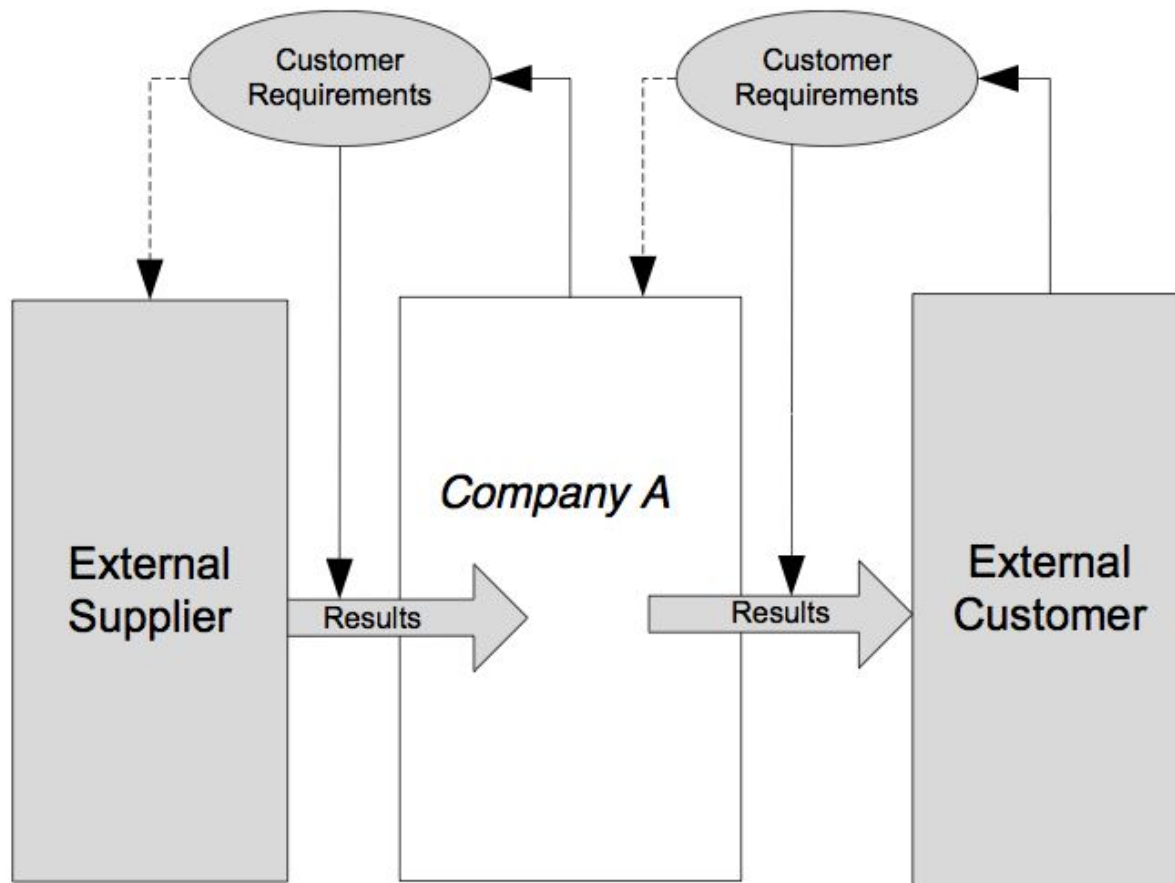 Customer
Requirements
Customer
Requirements
Company A
External
Supplier
Results
Results
External
Customer